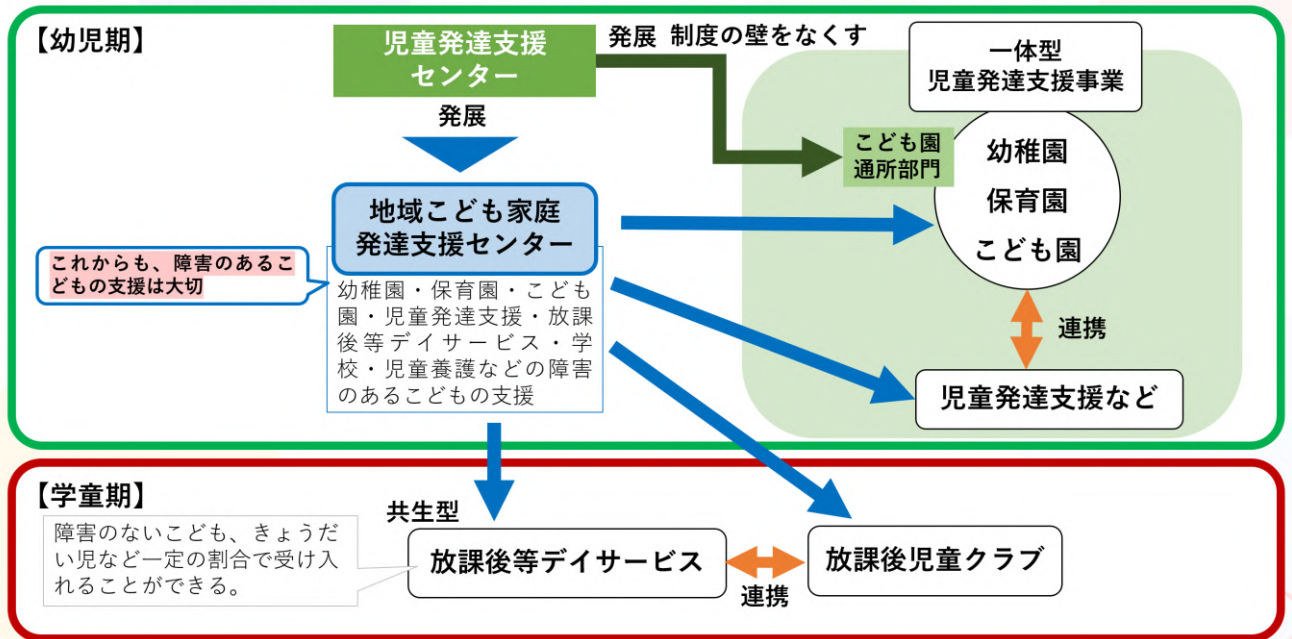 【幼児期】
児童発達支援
センター
発展 制度の壁をなくす
一体型
児童発達支援事業
発展
こども園
通所部門
幼稚園
保育園
こども園
地域こども家庭
発達支援センター
これからも、障害のあるこ
どもの支援は大切
幼稚園・保育園・こども
園・児童発達支援・放課
後等デイサービス・学
校・児童養護などの障害
のあるこどもの支援
連携
児童発達支援など
【学童期】
障害のないこども、きょうだ
い児など一定の割合で受け入
れることができる。
共生型
放課後等デイサービス
連携
放課後児童クラブ